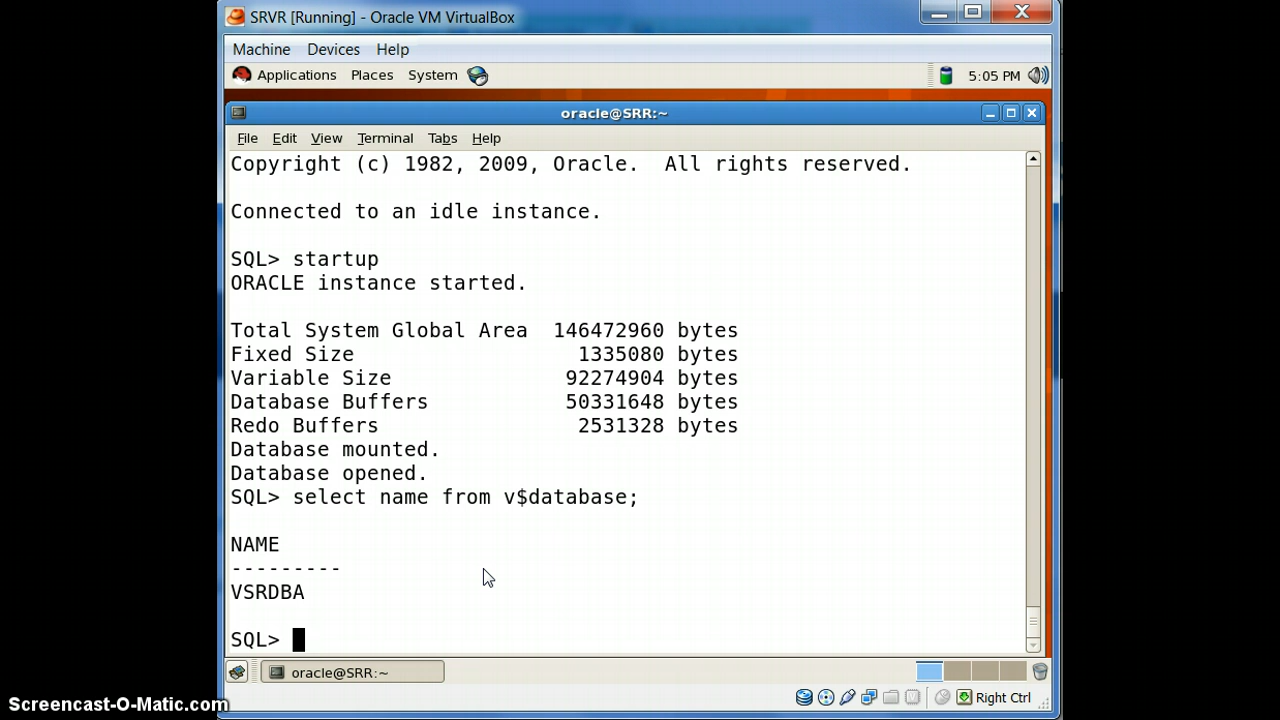 SRVR [Running] - Oracle VM VirtualBox
Machine Devices Help
Applications Places System 5:05 PM
oracle@SRR:~
File Edit View Terminal Tabs Help
Copyright (c) 1982, 2009, Oracle.  All rights reserved.
Connected to an idle instance.
SQL> startup
ORACLE instance started.
Total System Global Area  146472960 bytes
Fixed Size                  1335080 bytes
Variable Size              92274904 bytes
Database Buffers           50331648 bytes
Redo Buffers                2531328 bytes
Database mounted.
Database opened.
SQL> select name from v$database;
NAME
---------
VSRDBA
SQL>
oracle@SRR:~
Right Ctrl
Screencast-O-Matic.com